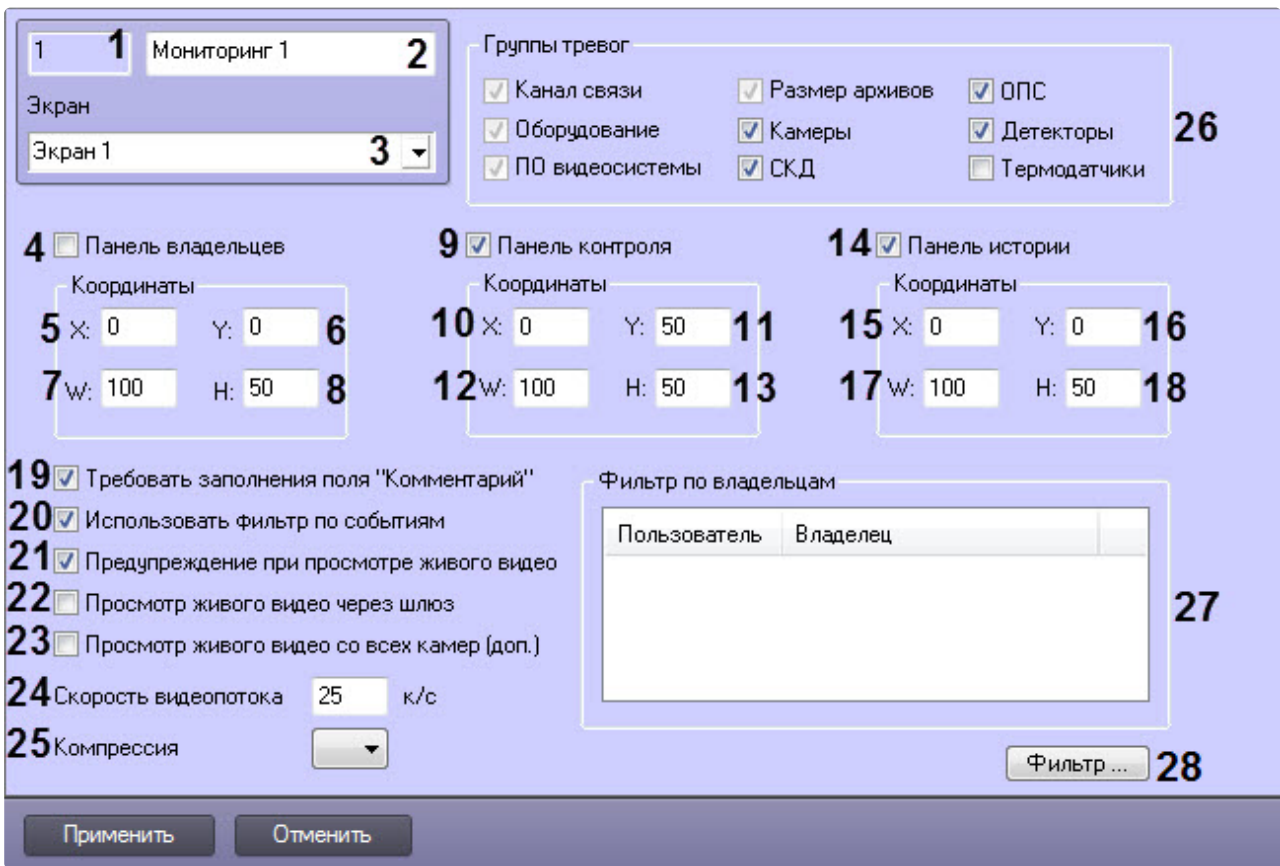 1 1 Мониторинг 1 2
Экран
Экран 1 3
Группы тревог
Канал связи Размер архивов ОПС
Оборудование Камеры Детекторы 26
ПО видеосистемы СКД Термодатчики
4 Панель владельцев 9 Панель контроля 14 Панель истории
Координаты Координаты Координаты
5 X: 0 Y: 0 6 10 X: 0 Y: 50 11 15 X: 0 Y: 0 16
7 W: 100 H: 50 8 12 W: 100 H: 50 13 17 W: 100 H: 50 18
19 Требовать заполнения поля "Комментарий"
20 Использовать фильтр по событиям
21 Предупреждение при просмотре живого видео
22 Просмотр живого видео через шлюз
23 Просмотр живого видео со всех камер (доп.)
24 Скорость видеопотока 25 к/с
25 Компрессия
Фильтр по владельцам
Пользователь Владелец
27
Фильтр ... 28
Применить Отменить